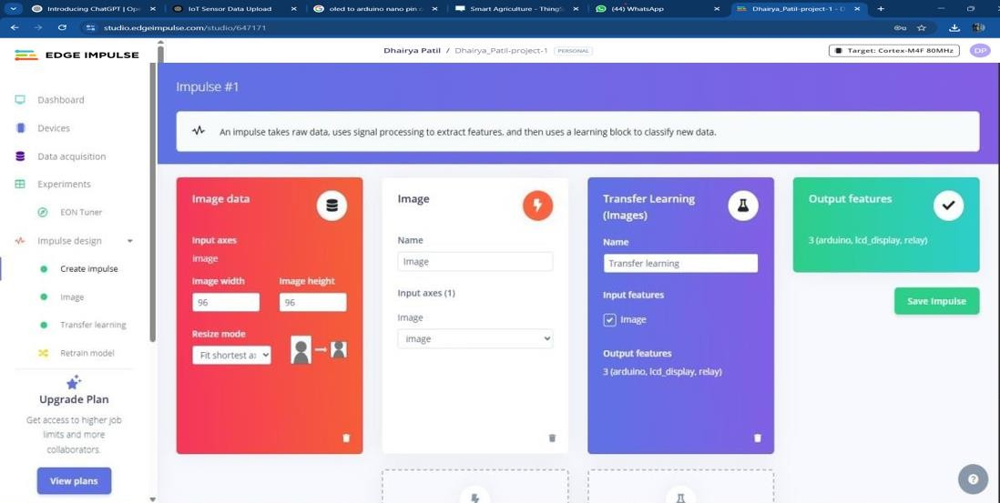 Introducing ChatGPT | Ope
IoT Sensor Data Upload
oled to arduino nano pin c
Smart Agriculture - ThingS
(44) WhatsApp
Dhairya_Patil-project-1 - D
studio.edgeimpulse.com/studio/647171
EDGE IMPULSE
Dhairya Patil / Dhairya_Patil-project-1 PERSONAL
Target: Cortex-M4F 80MHz
DP
Dashboard
Devices
Data acquisition
Experiments
EON Tuner
Impulse design
Create impulse
Image
Transfer learning
Retrain model
Upgrade Plan
Get access to higher job
limits and more
collaborators.
View plans
Impulse #1
An impulse takes raw data, uses signal processing to extract features, and then uses a learning block to classify new data.
Image data
Input axes
image
Image width Image height
96 96
Resize mode
Fit shortest a
Image
Name
Image
Input axes (1)
Image
image
Transfer Learning
(Images)
Name
Transfer learning
Input features
Image
Output features
3 (arduino, lcd_display, relay)
Output features
3 (arduino, lcd_display, relay)
Save Impulse